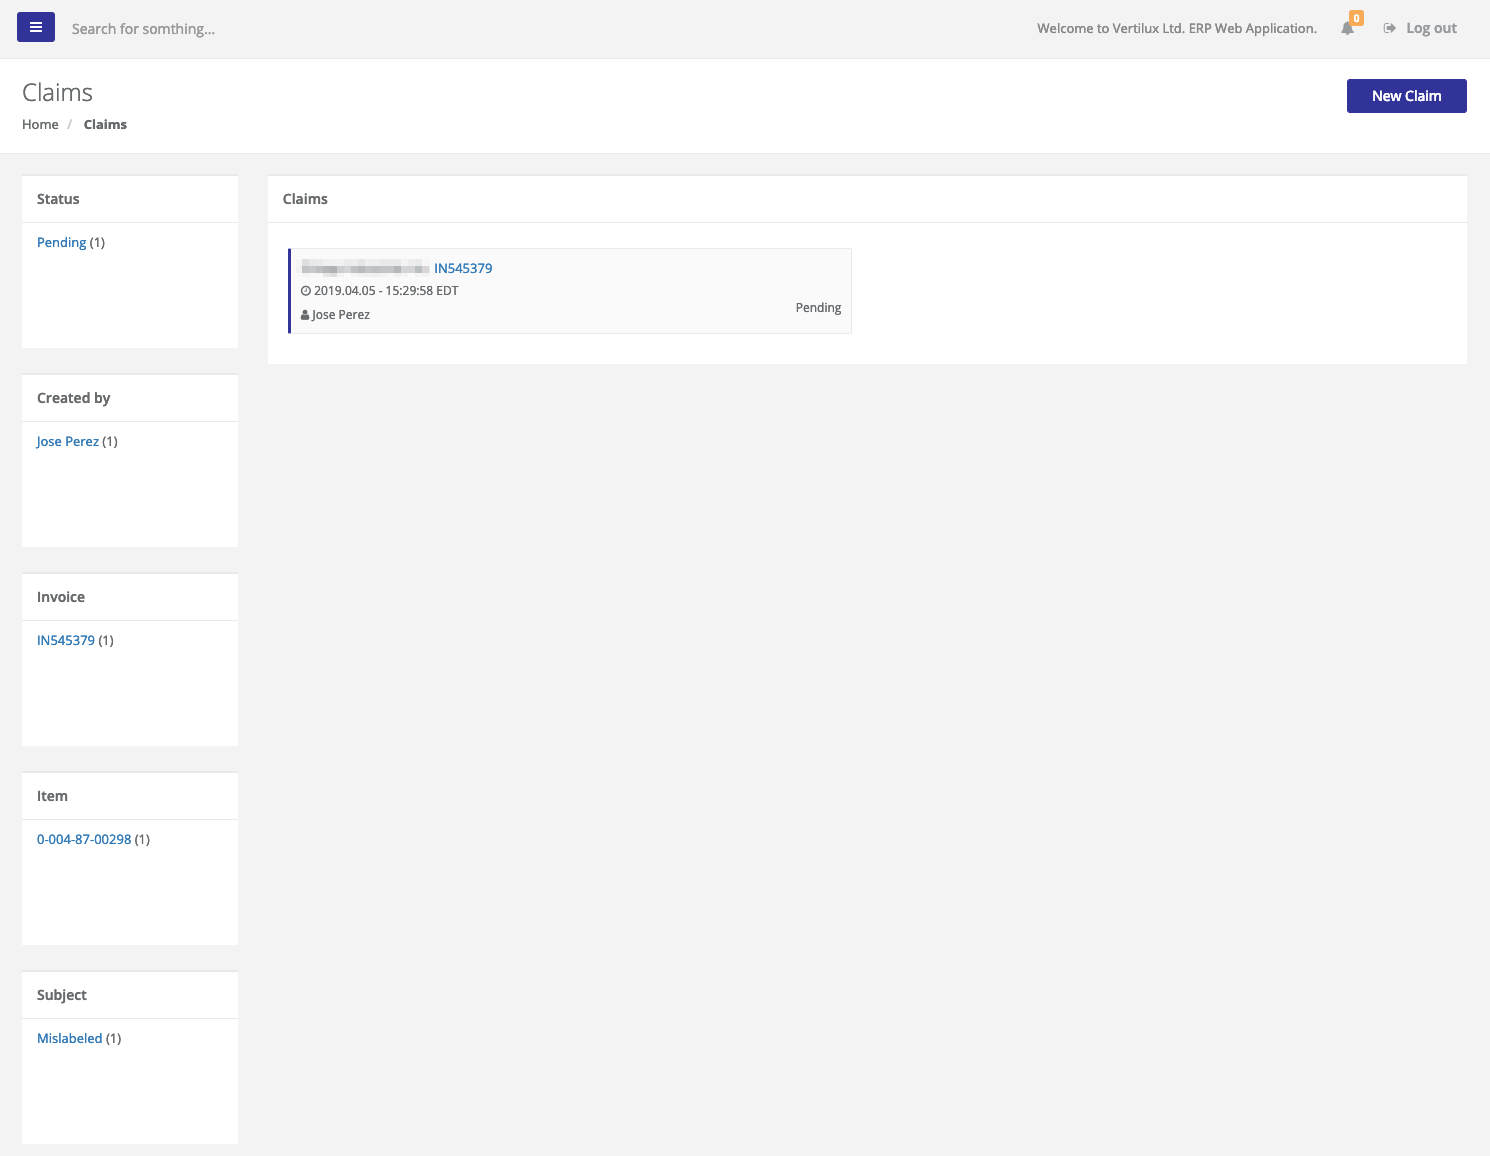 Search for somthing...
Welcome to Vertilux Ltd. ERP Web Application.
0
Log out
Claims
New Claim
Home / Claims
Status
Pending (1)
Created by
Jose Perez (1)
Invoice
IN545379 (1)
Item
0-004-87-00298 (1)
Subject
Mislabeled (1)
Claims
IN545379
2019.04.05 - 15:29:58 EDT
Pending
Jose Perez